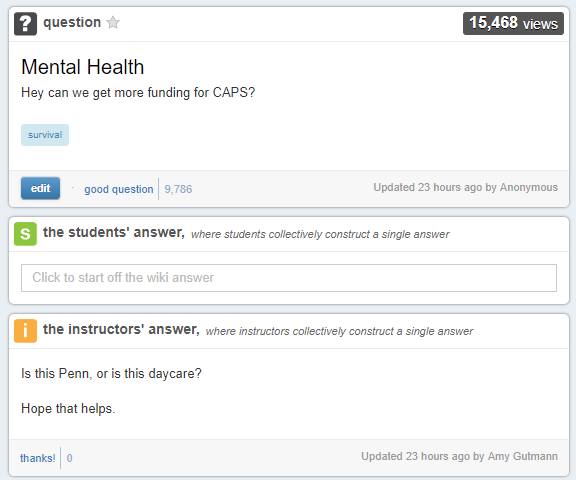 ? question 15,468 views
Mental Health
Hey can we get more funding for CAPS?
survival
edit · good question 9,786 Updated 23 hours ago by Anonymous
S the students' answer, where students collectively construct a single answer
Click to start off the wiki answer
i the instructors' answer, where instructors collectively construct a single answer
Is this Penn, or is this daycare?
Hope that helps.
thanks! 0 Updated 23 hours ago by Amy Gutmann